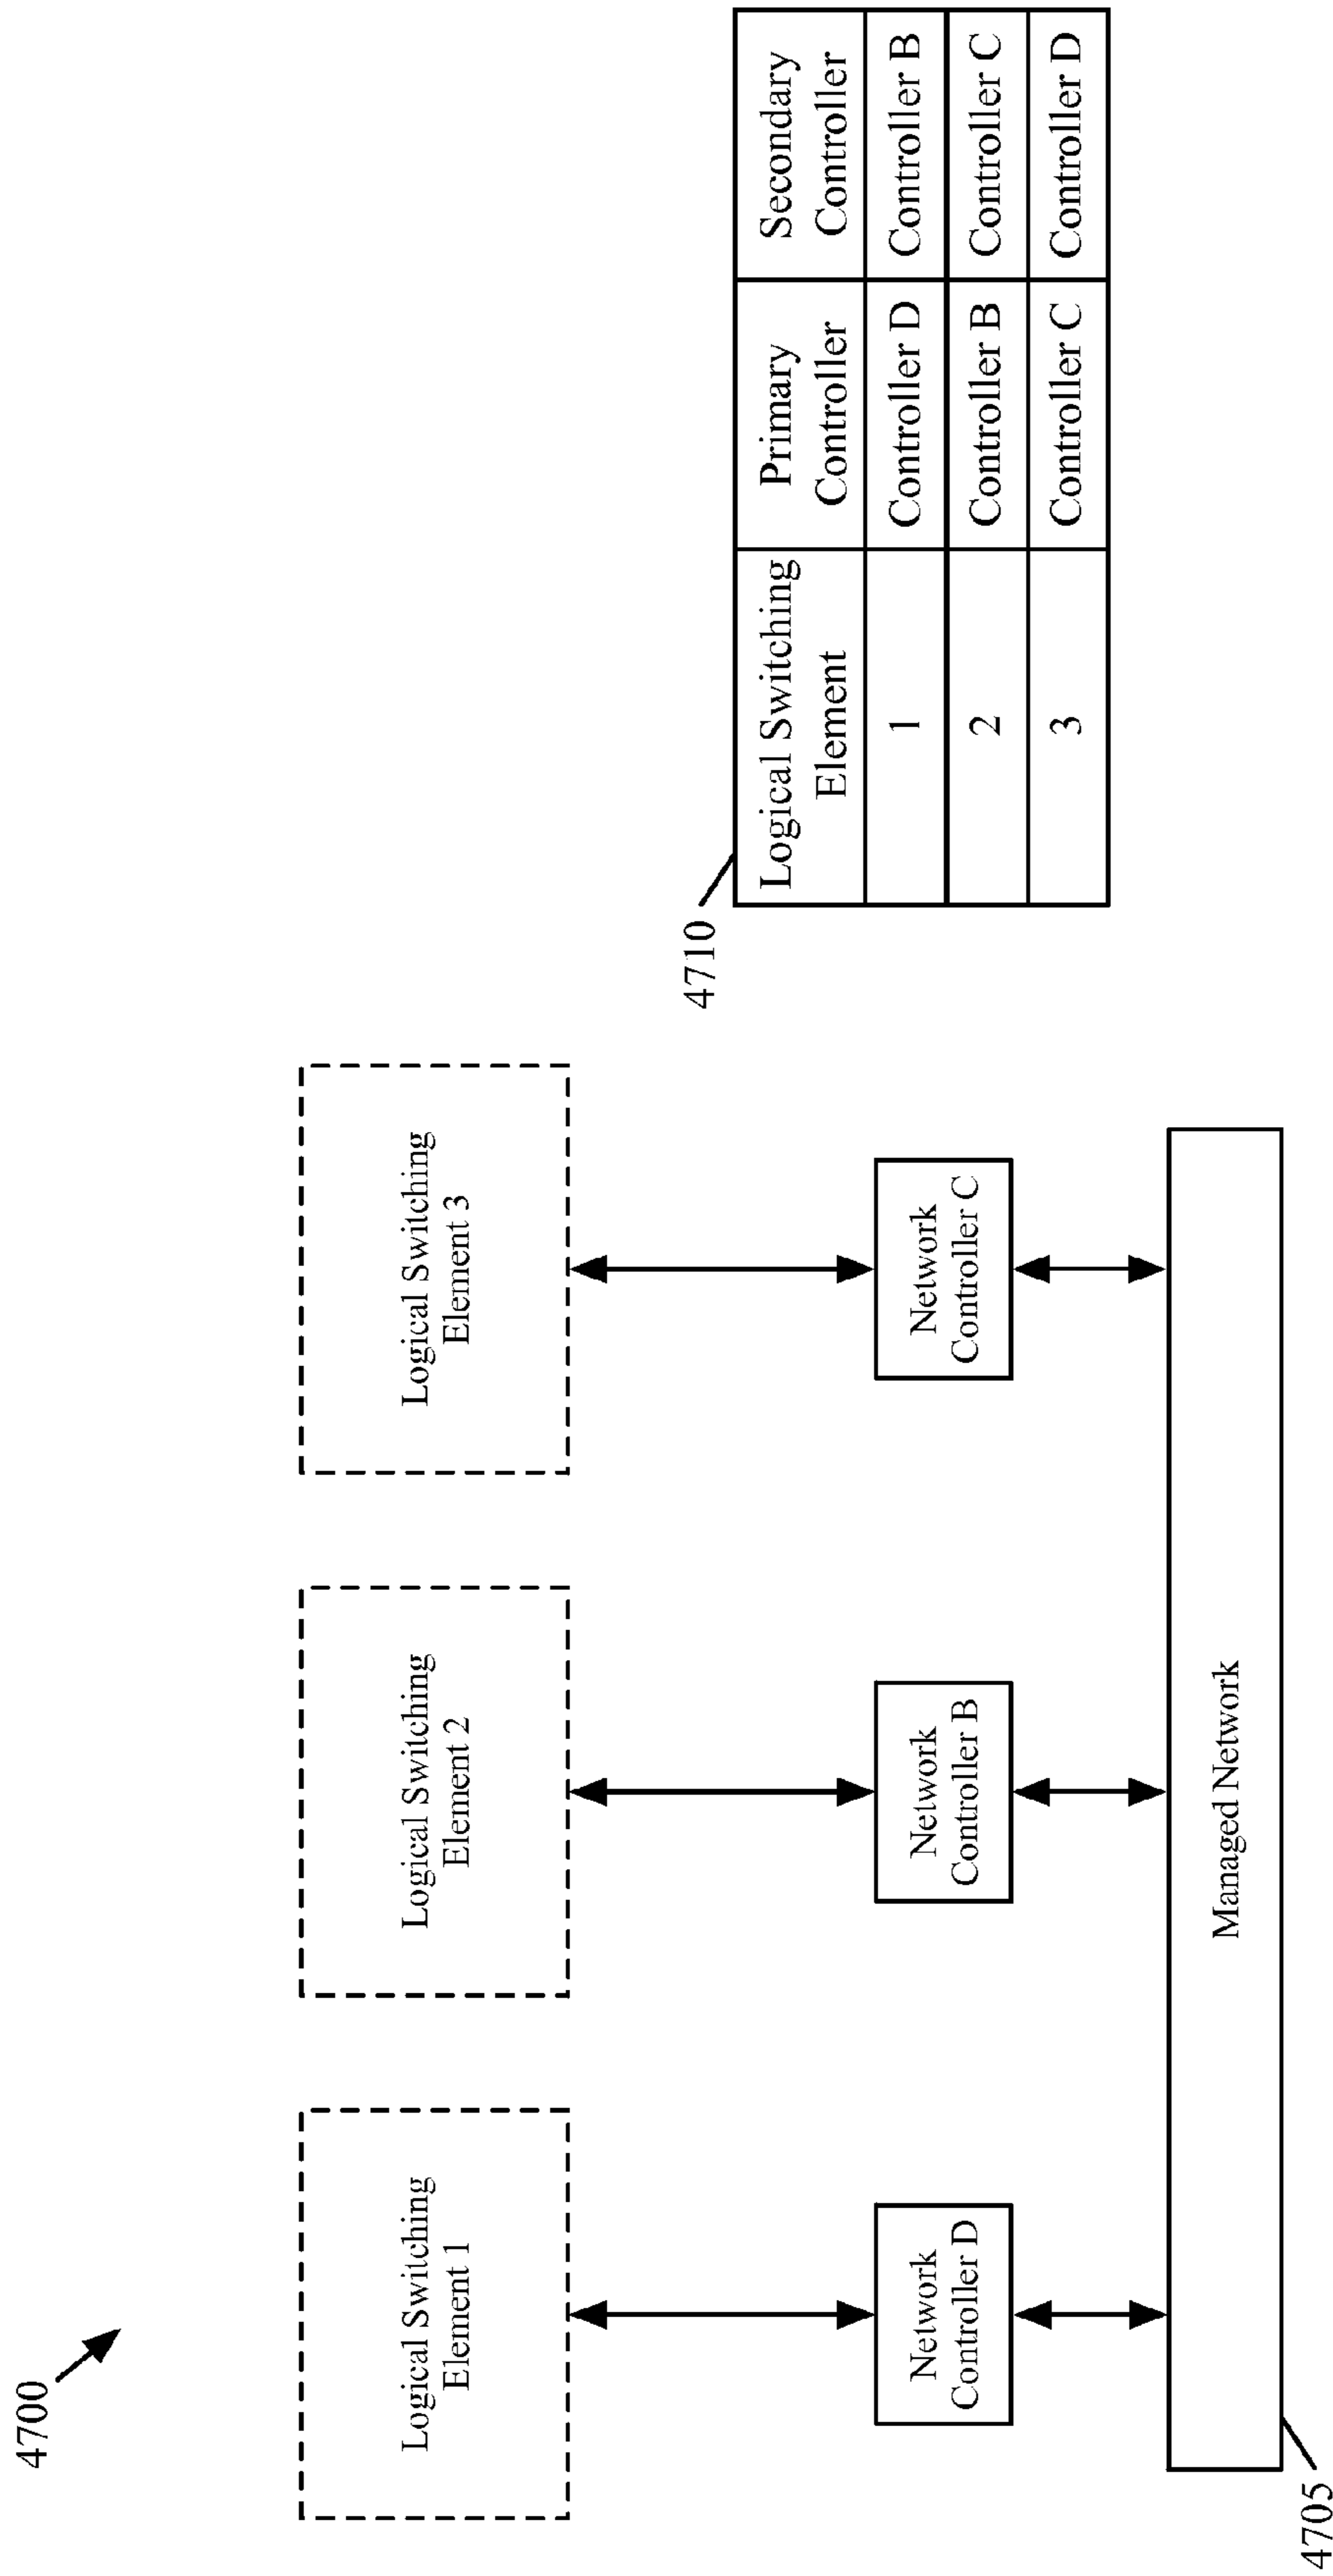 4700
Logical Switching
Element 1
Logical Switching
Element 2
Logical Switching
Element 3
Network
Controller D
Network
Controller B
Network
Controller C
Managed Network
4705
4710
Logical Switching
Element
Primary
Controller
Secondary
Controller
1
Controller D
Controller B
2
Controller B
Controller C
3
Controller C
Controller D